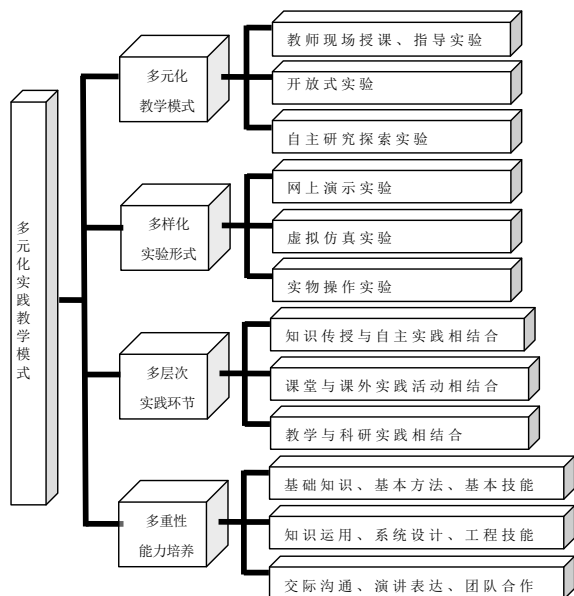 多元化实践教学模式
多元化
教学模式
教师现场授课、指导实验
开放式实验
自主研究探索实验
多样化
实验形式
网上演示实验
虚拟仿真实验
实物操作实验
多层次
实践环节
知识传授与自主实践相结合
课堂与课外实践活动相结合
教学与科研实践相结合
多重性
能力培养
基础知识、基本方法、基本技能
知识运用、系统设计、工程技能
交际沟通、演讲表达、团队合作